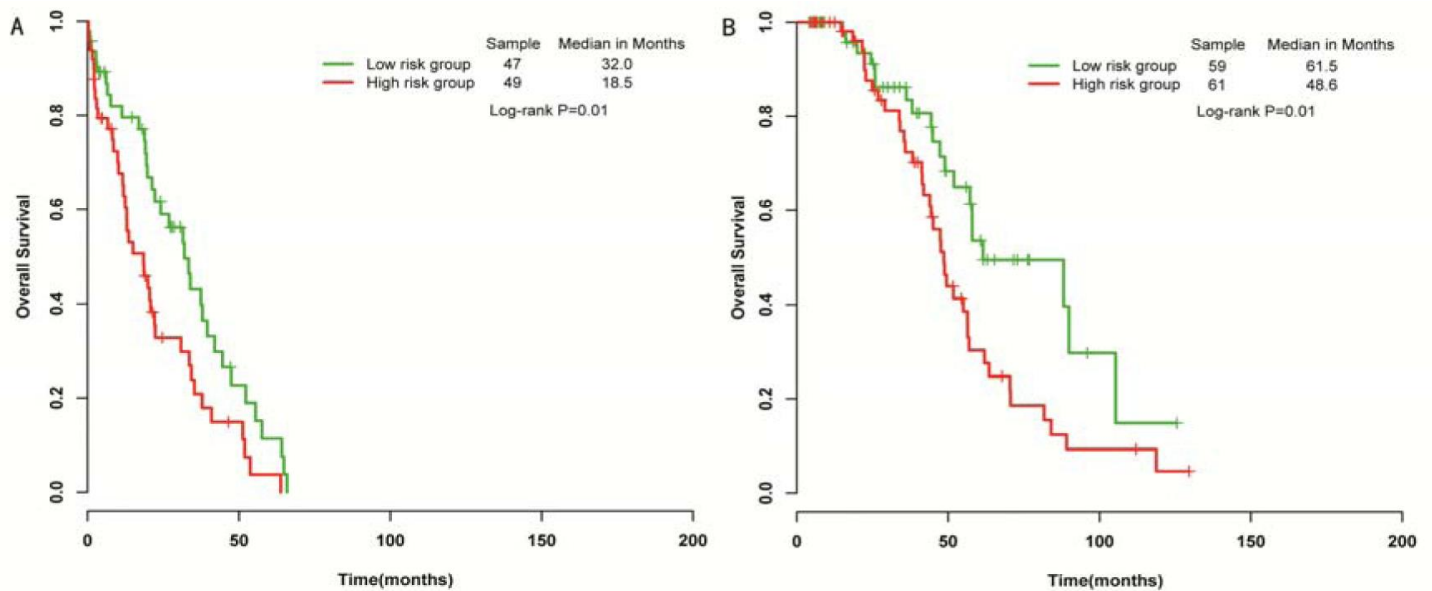 A
Sample Median in Months
Low risk group 47 32.0
High risk group 49 18.5
Log-rank P=0.01
Overall Survival
1.0
0.8
0.6
0.4
0.2
0.0
0 50 100 150 200
Time(months)
B
Sample Median in Months
Low risk group 59 61.5
High risk group 61 48.6
Log-rank P=0.01
Overall Survival
1.0
0.8
0.6
0.4
0.2
0.0
0 50 100 150 200
Time(months)